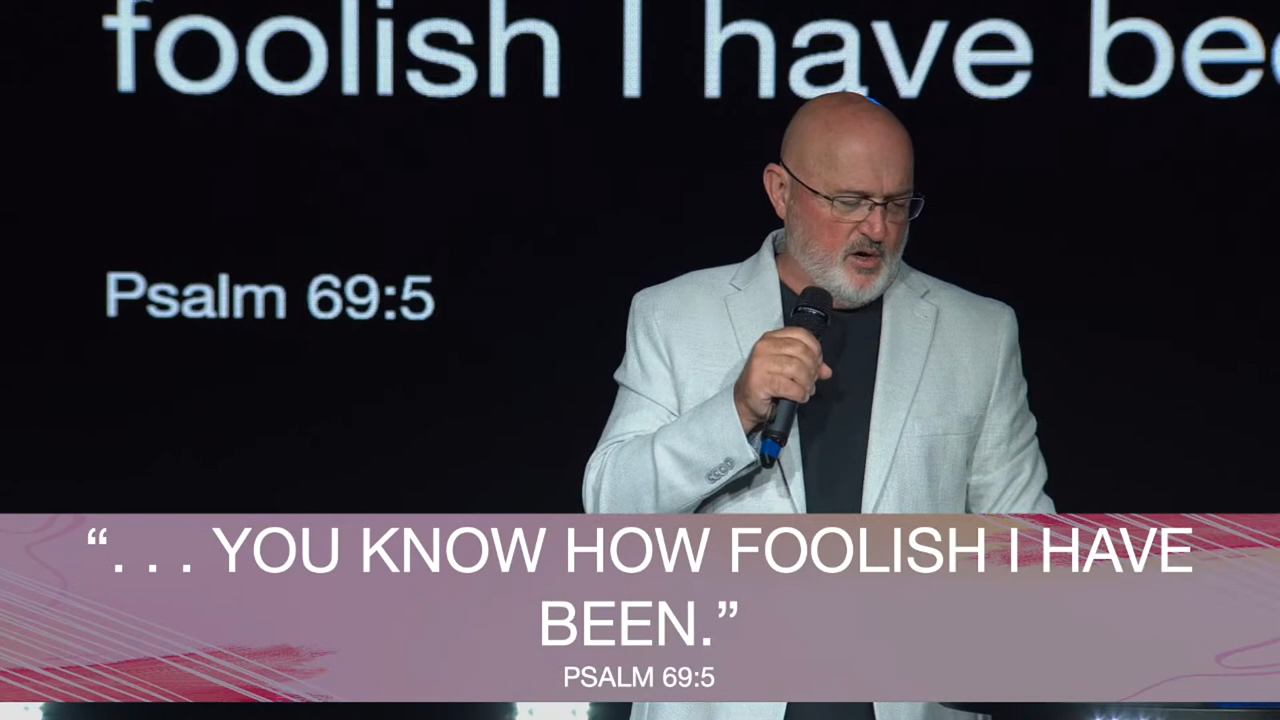 foolish I have bee
Psalm 69:5
“. . . YOU KNOW HOW FOOLISH I HAVE
BEEN.”
PSALM 69:5